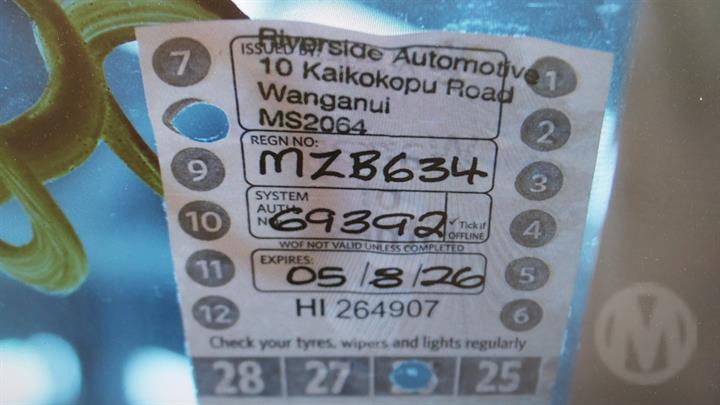 Riverside Automotive
ISSUED BY:
10 Kaikokopu Road
Wanganui
MS2064
REGN NO:
MZB634
SYSTEM
AUTH
NO
69392
✓ Tick if
OFFLINE
WOF NOT VALID UNLESS COMPLETED
EXPIRES:
05/8/26
HI 264907
7
9
10
11
12
1
2
3
4
5
6
Check your tyres, wipers and lights regularly
28 27 25
M